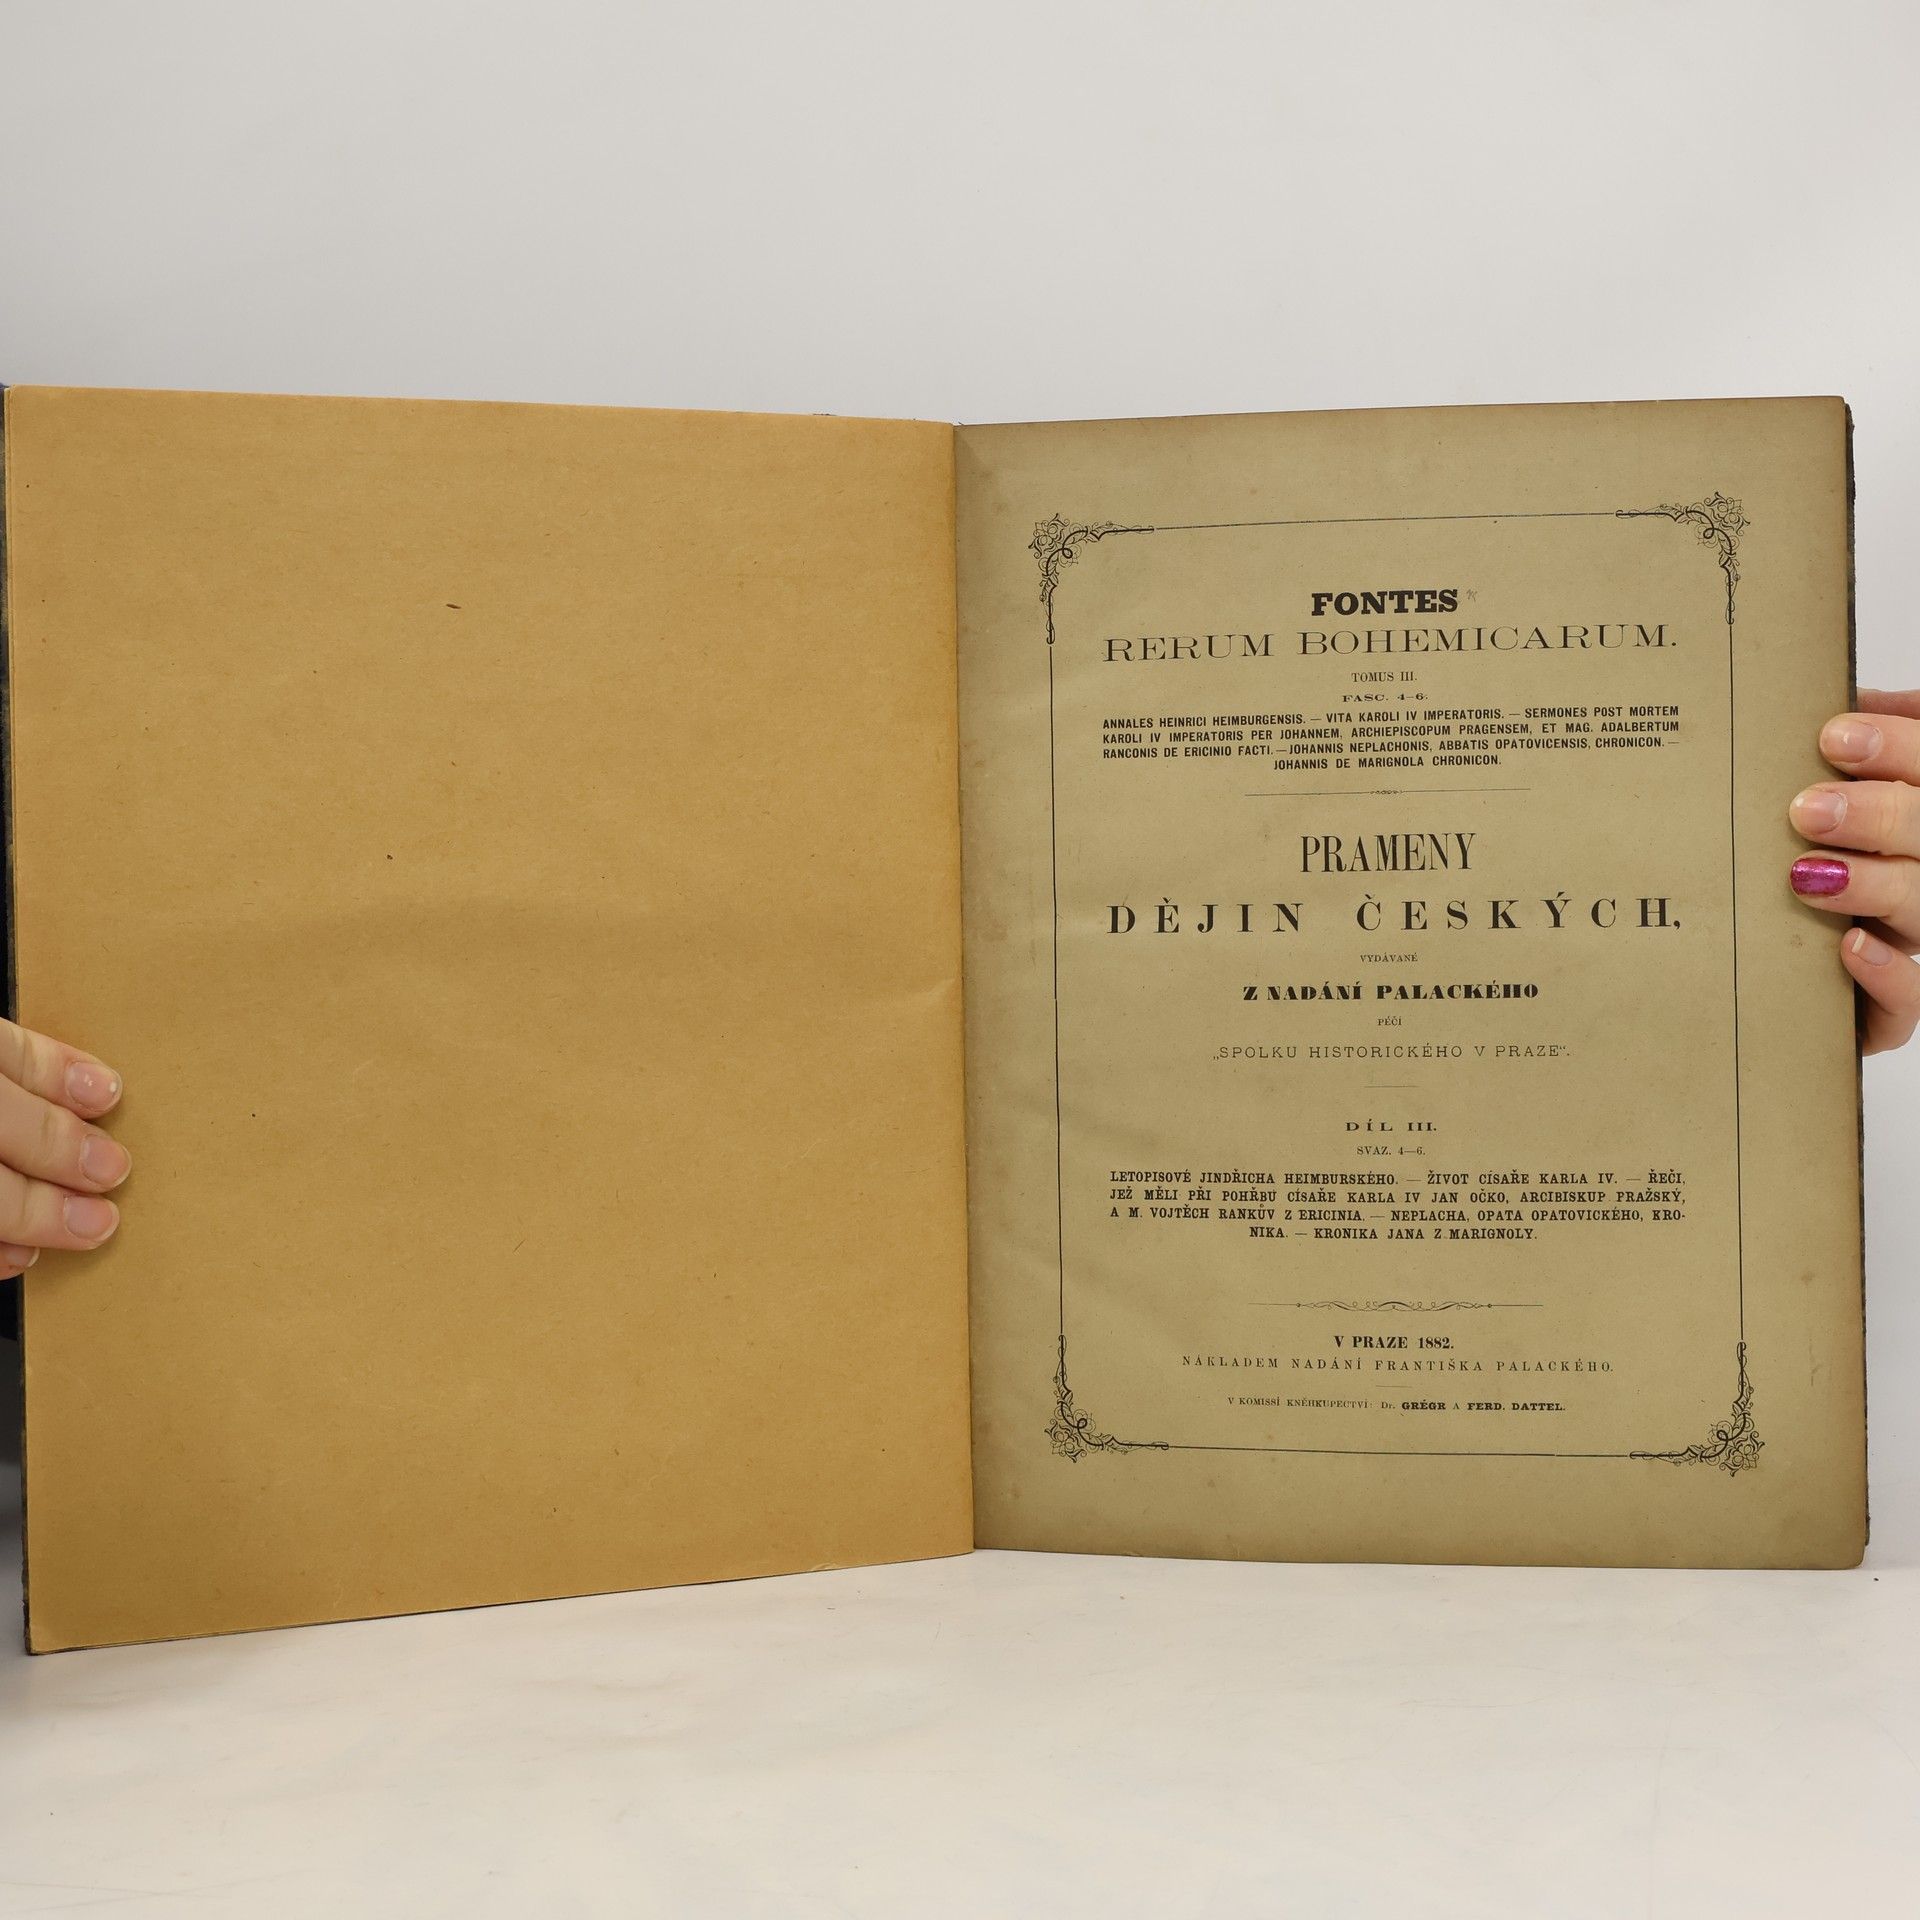 FONTES
RERUM BOHEMICARUM.
TOMUS III.
FASC. 4–6.
ANNALES HEINRICI HEIMBURGENSIS. — VITA KAROLI IV IMPERATORIS. — SERMONES POST MORTEM
KAROLI IV IMPERATORIS PER JOHANNEM, ARCHIEPISCOPUM PRAGENSEM, ET MAG. ADALBERTUM
RANCONIS DE ERICINIO FACTI. — JOHANNIS NEPLACHONIS, ABBATIS OPATOVICENSIS, CHRONICON. —
JOHANNIS DE MARIGNOLA CHRONICON.
PRAMENY
DĚJIN ČESKÝCH,
VYDÁVANÉ
Z NADÁNÍ PALACKÉHO
PÉČÍ
„SPOLKU HISTORICKÉHO V PRAZE“.
DÍL III.
SVAZ. 4—6.
LETOPISOVÉ JINDŘICHA HEIMBURSKÉHO. — ŽIVOT CÍSAŘE KARLA IV. — ŘEČI,
JEŽ MĚLI PŘI POHŘBU CÍSAŘE KARLA IV JAN OČKO, ARCIBISKUP PRAŽSKÝ,
A M. VOJTĚCH RANKŮV Z ERICINIA. — NEPLACHA, OPATA OPATOVICKÉHO, KRO-
NIKA. — KRONIKA JANA Z MARIGNOLY.
V PRAZE 1882.
NÁKLADEM NADÁNÍ FRANTIŠKA PALACKÉHO.
V KOMISSÍ KNĚHKUPECTVÍ: Dr. GRÉGR A FERD. DATTEL.